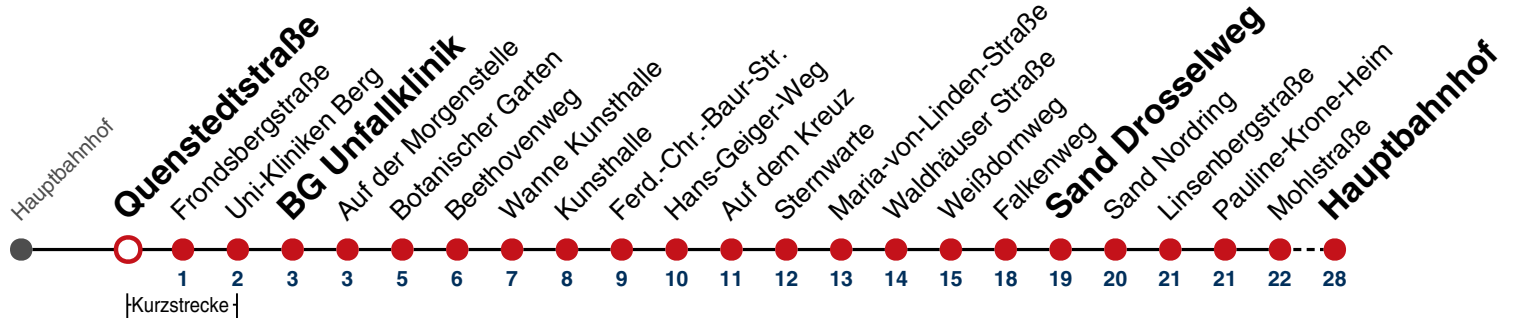 Hauptbahnhof
Quenstedtstraße
Frondsbergstraße
Uni-Kliniken Berg
BG Unfallklinik
Auf der Morgenstelle
Botanischer Garten
Beethovenweg
Wanne Kunsthalle
Kunsthalle
Ferd.-Chr.-Baur-Str.
Hans-Geiger-Weg
Auf dem Kreuz
Sternwarte
Maria-von-Linden-Straße
Waldhäuser Straße
Weißdornweg
Falkenweg
Sand Drosselweg
Sand Nordring
Linsenbergstraße
Pauline-Krone-Heim
Mohlstraße
Hauptbahnhof
1 2 3 3 5 6 7 8 9 10 11 12 13 14 15 18 19 20 21 21 22 28
Kurzstrecke